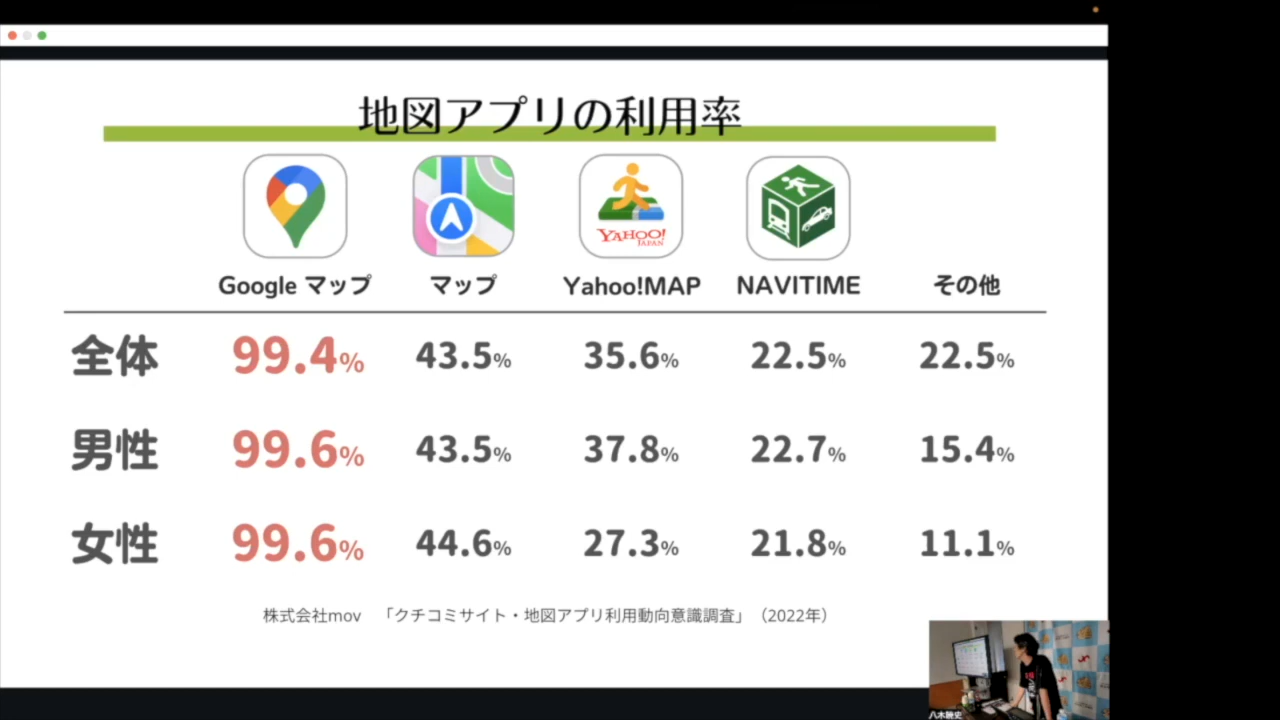 地図アプリの利用率
YAHOO!
JAPAN
Google マップ マップ Yahoo!MAP NAVITIME その他
全体 99.4% 43.5% 35.6% 22.5% 22.5%
男性 99.6% 43.5% 37.8% 22.7% 15.4%
女性 99.6% 44.6% 27.3% 21.8% 11.1%
株式会社mov 「クチコミサイト・地図アプリ利用動向意識調査」（2022年）